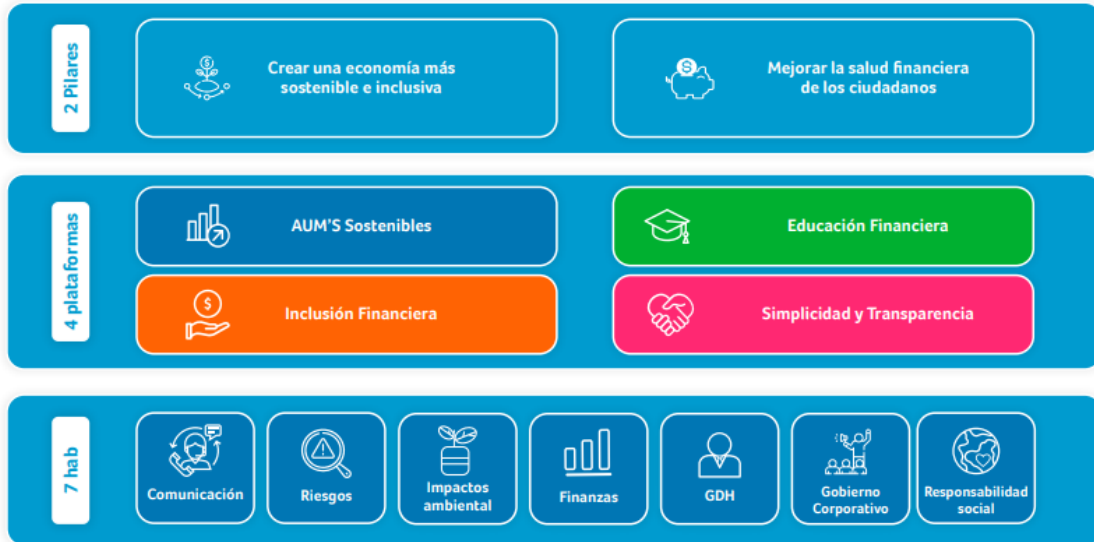 2 Pilares
Crear una economía más
sostenible e inclusiva
Mejorar la salud financiera
de los ciudadanos
4 plataformas
AUM'S Sostenibles
Educación Financiera
Inclusión Financiera
Simplicidad y Transparencia
7 hab
Comunicación
Riesgos
Impactos
ambiental
Finanzas
GDH
Gobierno
Corporativo
Responsabilidad
social